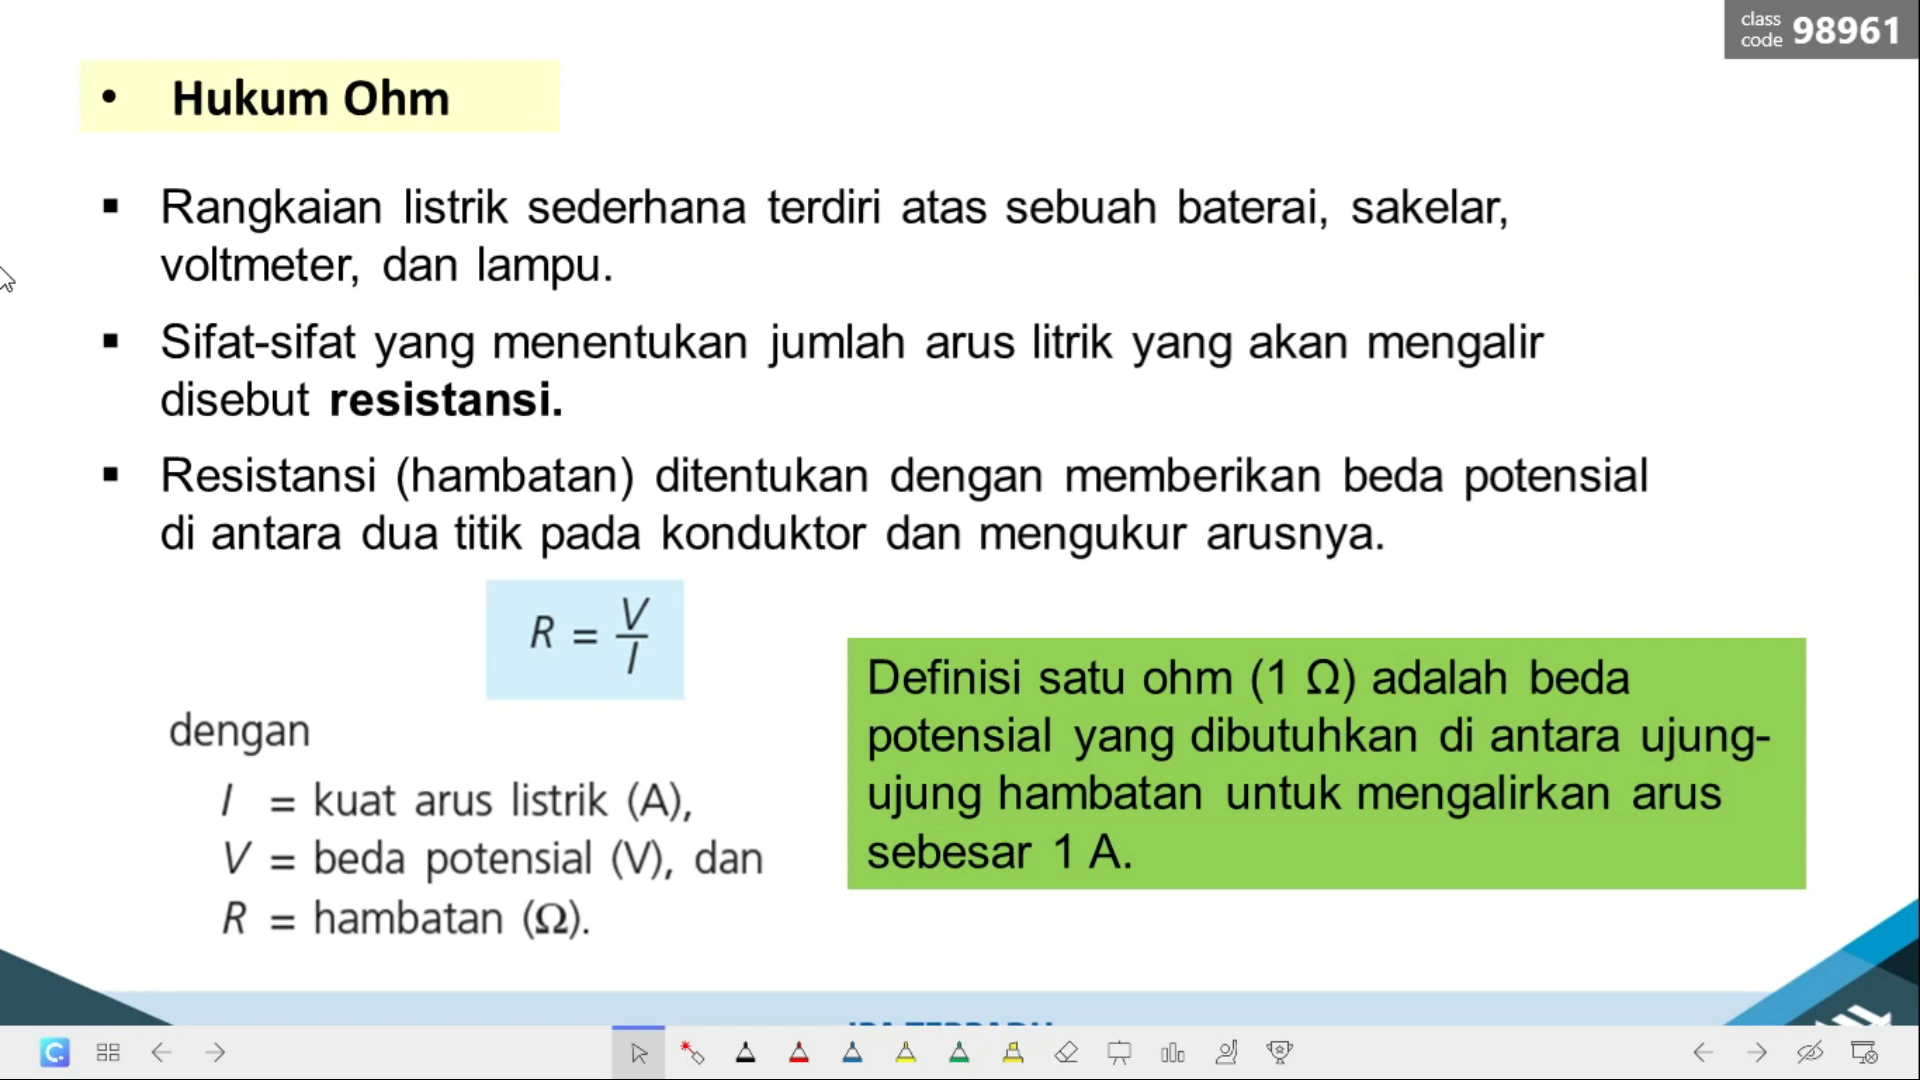 class
code 98961
• Hukum Ohm
▪ Rangkaian listrik sederhana terdiri atas sebuah baterai, sakelar,
voltmeter, dan lampu.
▪ Sifat-sifat yang menentukan jumlah arus litrik yang akan mengalir
disebut resistansi.
▪ Resistansi (hambatan) ditentukan dengan memberikan beda potensial
di antara dua titik pada konduktor dan mengukur arusnya.
R = V/I
dengan
I = kuat arus listrik (A),
V = beda potensial (V), dan
R = hambatan (Ω).
Definisi satu ohm (1 Ω) adalah beda
potensial yang dibutuhkan di antara ujung-
ujung hambatan untuk mengalirkan arus
sebesar 1 A.